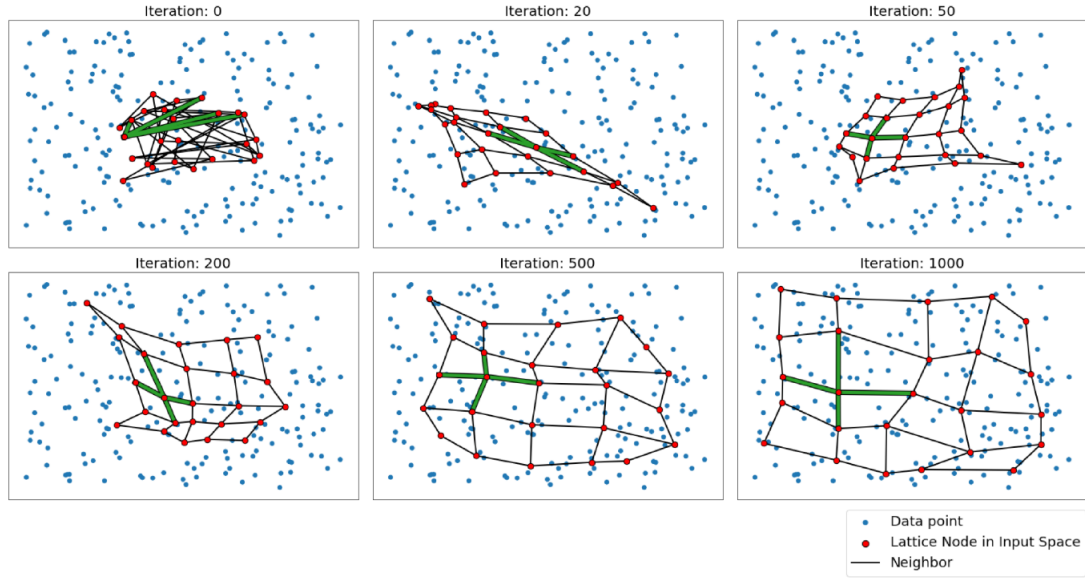 Iteration: 0
Iteration: 20
Iteration: 50
Iteration: 200
Iteration: 500
Iteration: 1000
Data point
Lattice Node in Input Space
Neighbor